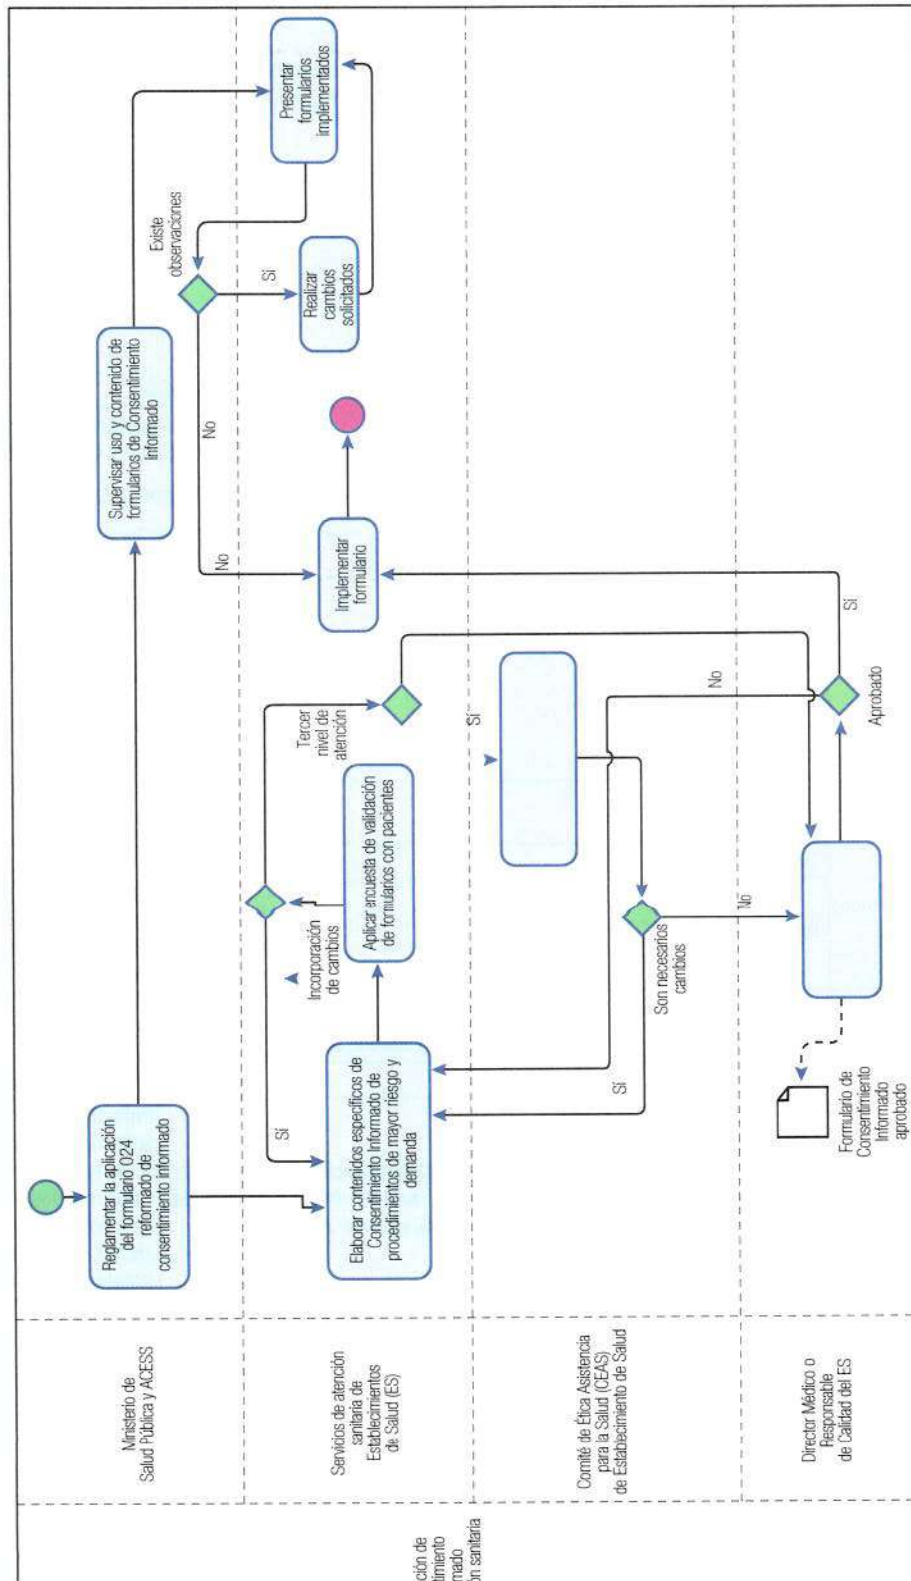 ción de
timiento
mado
ón sanitaria
Ministerio de
Salud Pública y ACESS
Reglamentar la aplicación
del formulario 024
reformado de
consentimiento informado
Supervisar uso y contenido de
formularios de Consentimiento
Informado
Existe
observaciones
No
No
Sí
Servicios de atención
sanitaria de
Establecimientos
de Salud (ES)
Elaborar contenidos específicos de
Consentimiento Informado de
procedimientos de mayor riesgo y
demanda
Sí
Incorporación
de cambios
Aplicar encuesta de validación
de formularios con pacientes
Tercer
nivel de
atención
Implementar
formulario
Realizar
cambios
solicitados
Presentar
formularios
implementados
Comité de Ética Asistencia
para la Salud (CEAS)
de Establecimiento de Salud
Sí
Sí
Son necesarios
cambios
No
No
Director Médico o
Responsable
de Calidad del ES
Formulario de
Consentimiento
Informado
aprobado
Aprobado
Sí